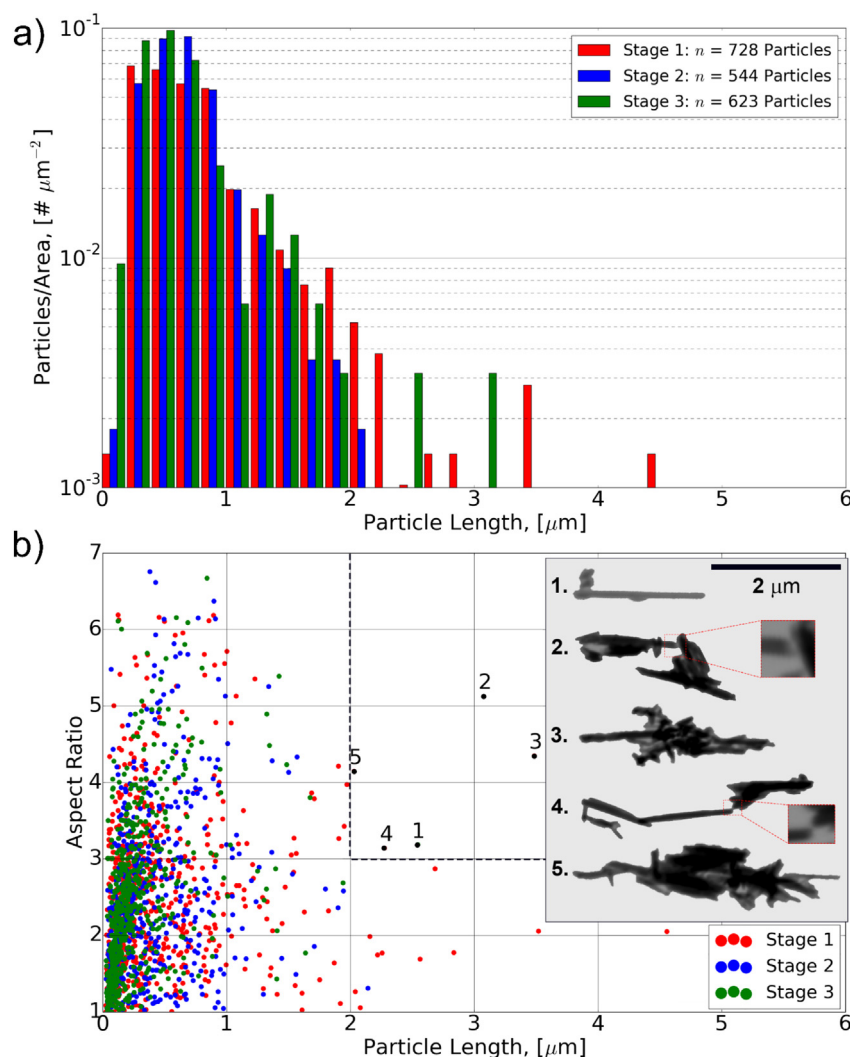 a)
Particles/Area, [# μm⁻²]
10⁻¹
10⁻²
10⁻³
Stage 1: n = 728 Particles
Stage 2: n = 544 Particles
Stage 3: n = 623 Particles
0 1 2 3 4 5 6
Particle Length, [μm]
b)
Aspect Ratio
7
6
5
4
3
2
1
2
3
5
4
1
2 μm
1.
2.
3.
4.
5.
Stage 1
Stage 2
Stage 3
0 1 2 3 4 5 6
Particle Length, [μm]